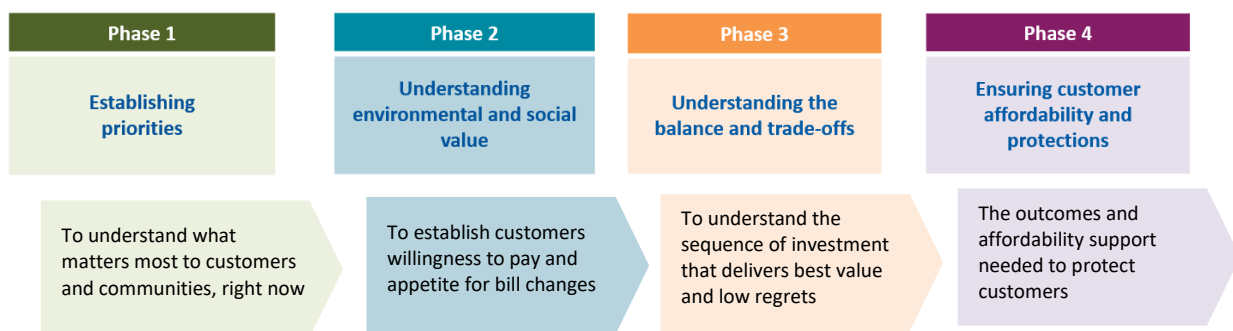 Phase 1
Establishing
priorities
To understand what
matters most to customers
and communities, right now
Phase 2
Understanding
environmental and social
value
To establish customers
willingness to pay and
appetite for bill changes
Phase 3
Understanding the
balance and trade-offs
To understand the
sequence of investment
that delivers best value
and low regrets
Phase 4
Ensuring customer
affordability and
protections
The outcomes and
affordability support
needed to protect
customers